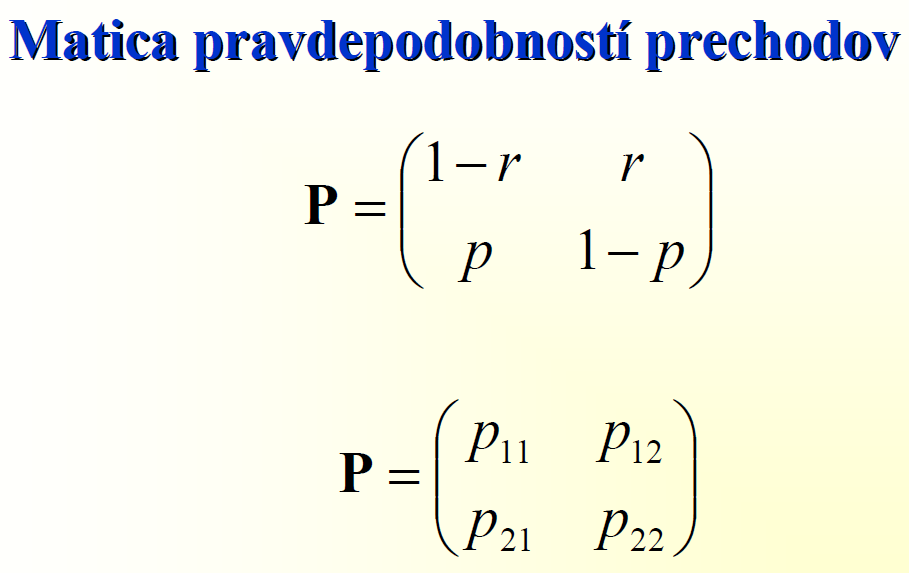 Matica pravdepodobností prechodov
P = ( 1 − r r
p 1 − p )
P = ( p₁₁ p₁₂
p₂₁ p₂₂ )